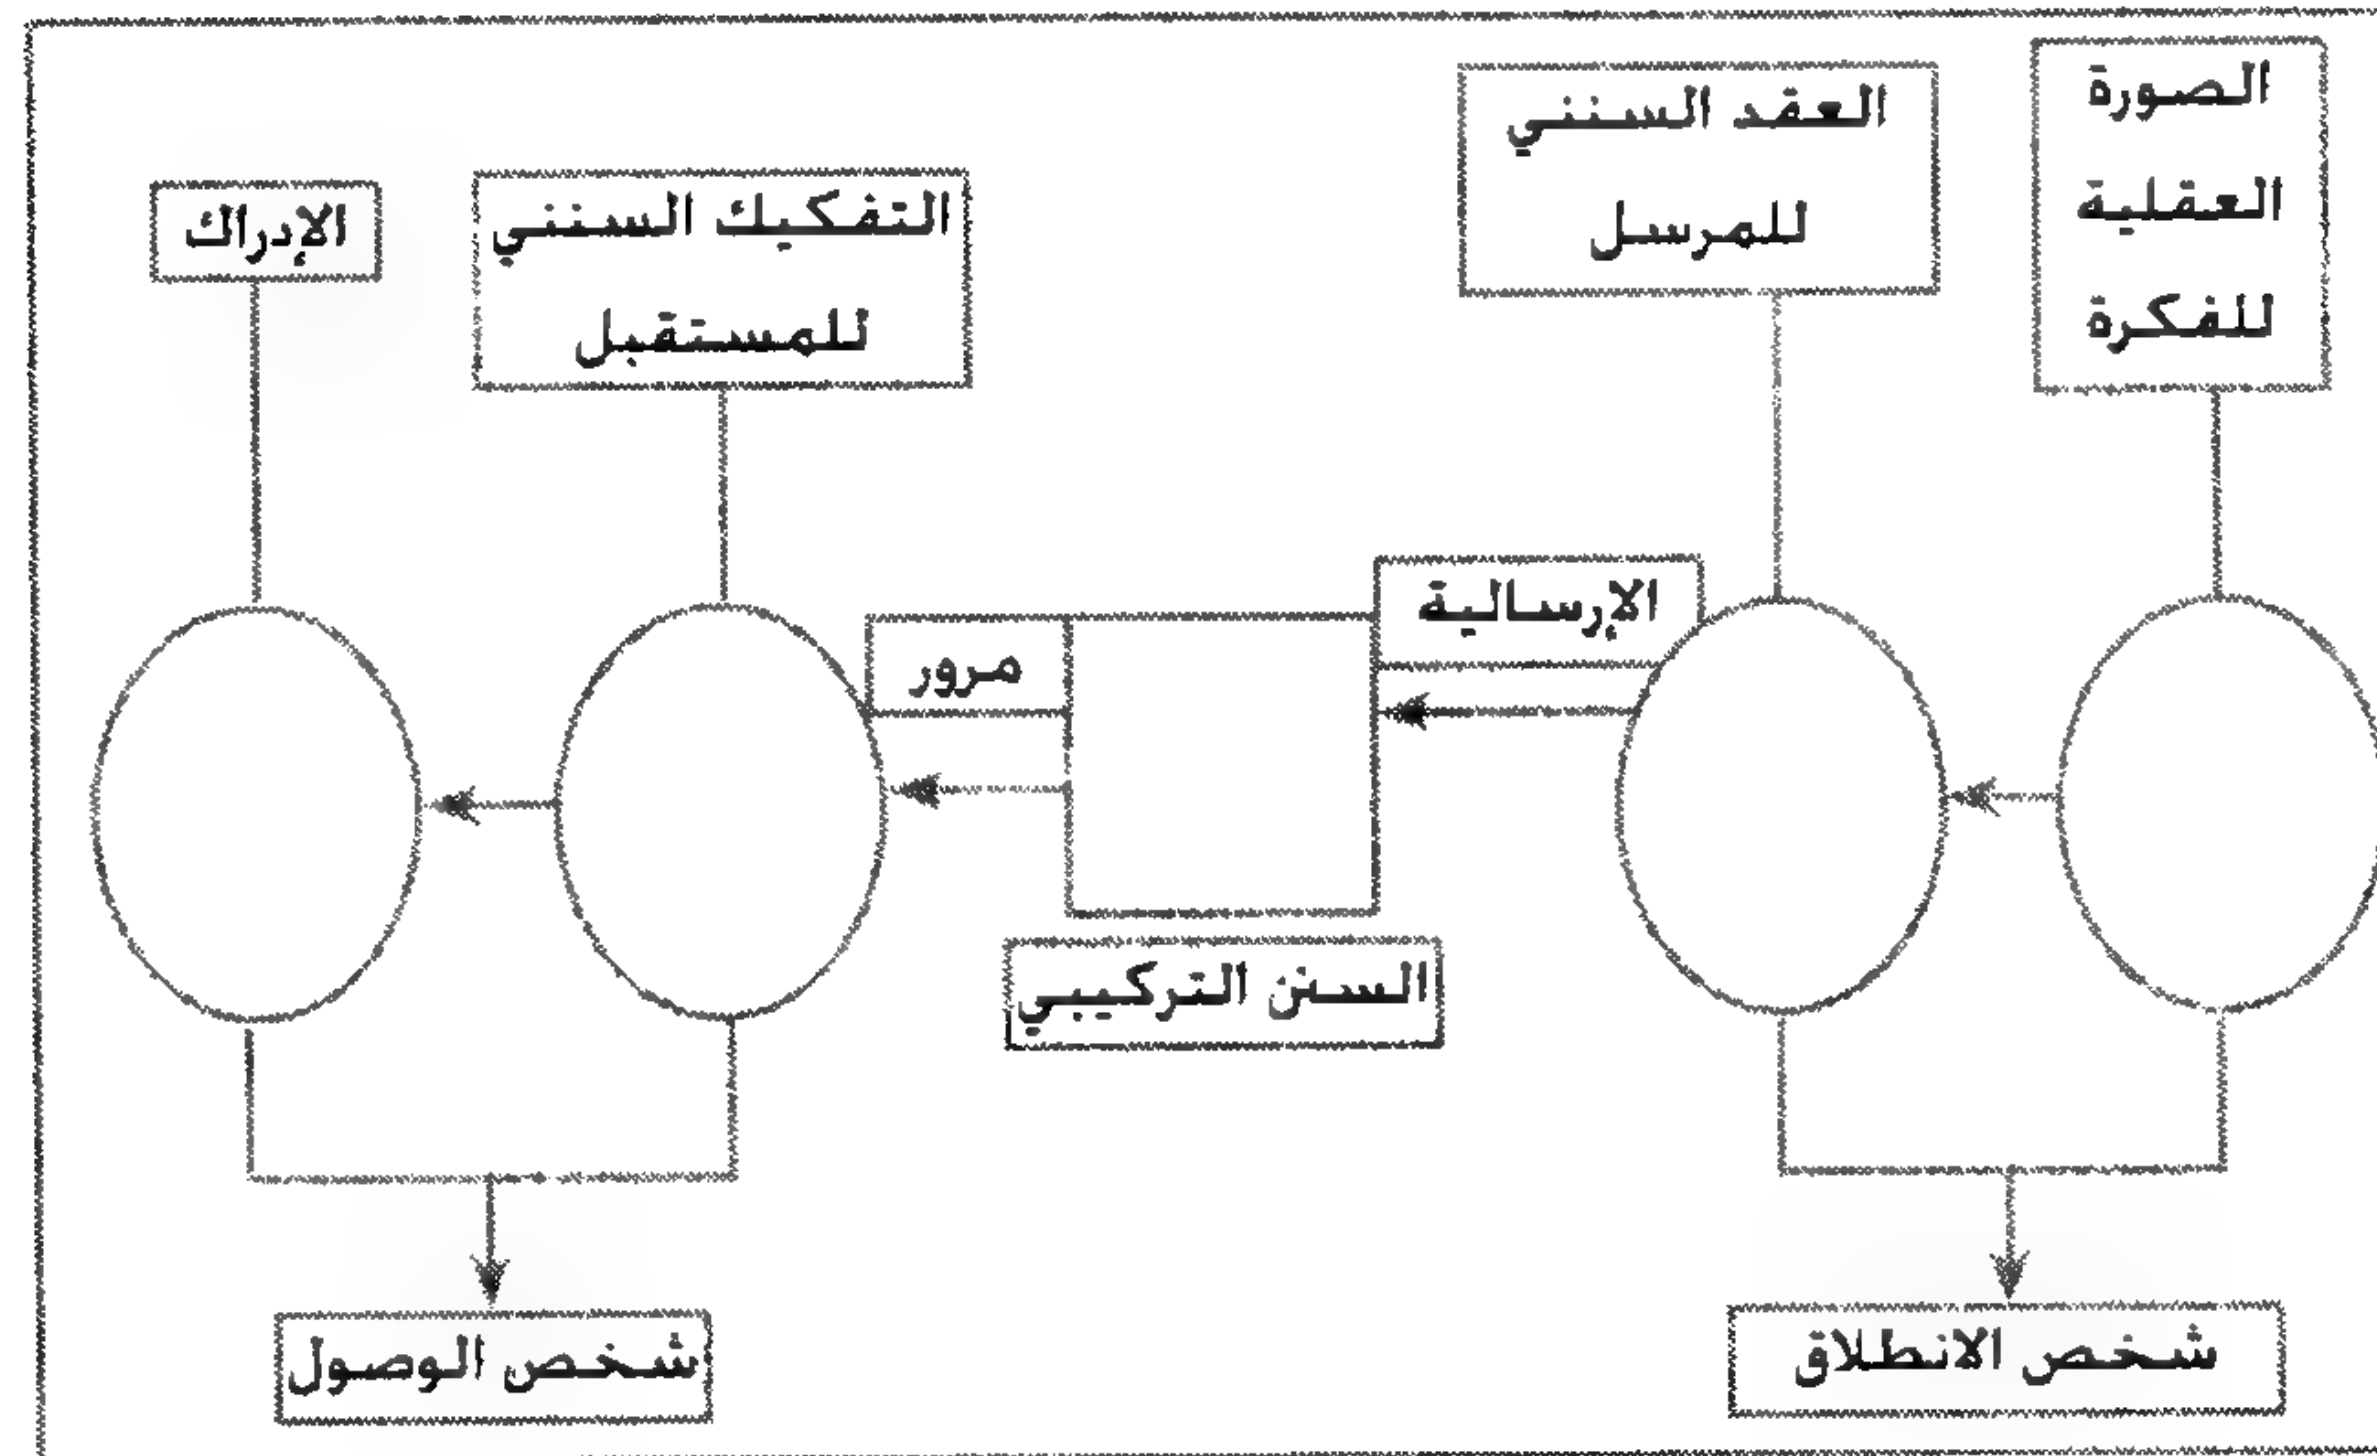 الصورة
العقلية
للفكرة
العقد السنني
للمرسل
التفكيك السنني
للمستقبل
الإدراك
الإرسالية
مرور
السنن التركيبي
شخص الانطلاق
شخص الوصول